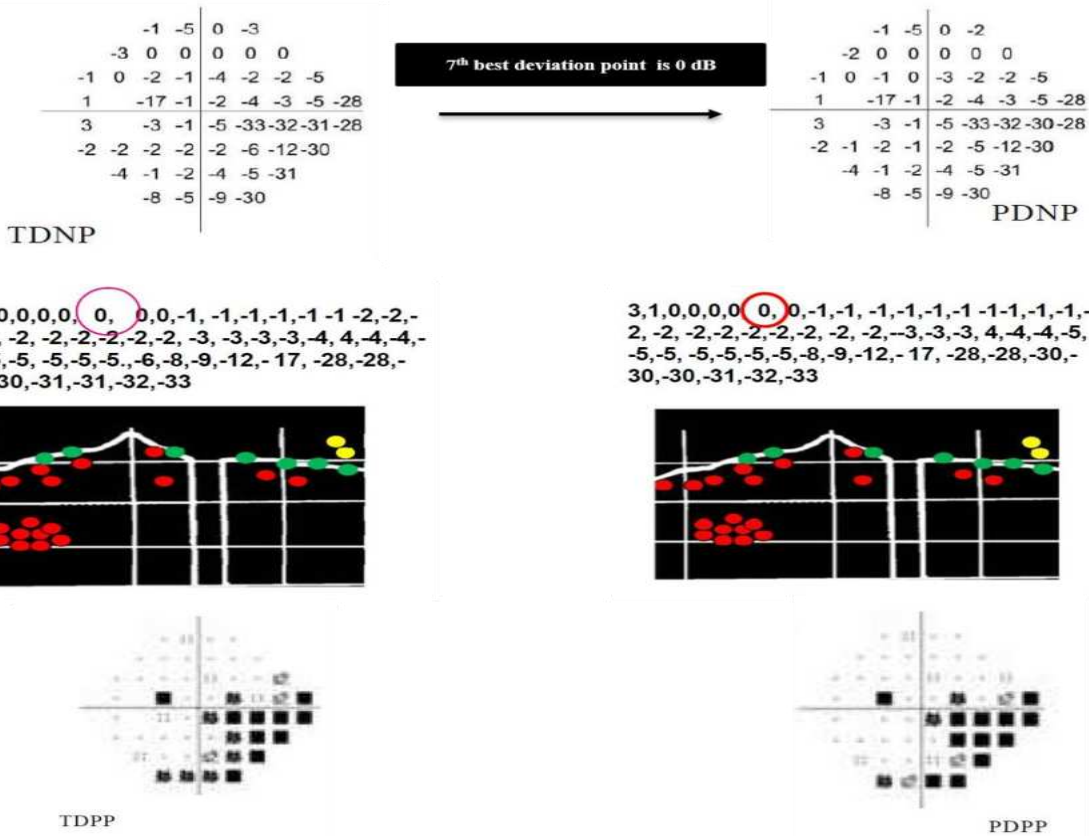 -1 -5 0 -3
-3 0 0 0 0 0
-1 0 -2 -1 -4 -2 -2 -5
1 -17 -1 -2 -4 -3 -5 -28
3 -3 -1 -5 -33 -32 -31 -28
-2 -2 -2 -2 -2 -6 -12 -30
-4 -1 -2 -4 -5 -31
-8 -5 -9 -30
TDNP
7th best deviation point is 0 dB
-1 -5 0 -2
-2 0 0 0 0 0
-1 0 -1 0 -3 -2 -2 -5
1 -17 -1 -2 -4 -3 -5 -28
3 -3 -1 -5 -33 -32 -30 -28
-2 -1 -2 -1 -2 -5 -12 -30
-4 -1 -2 -4 -5 -31
-8 -5 -9 -30
PDNP
0,0,0,0, 0, 0,0,-1, -1,-1,-1,-1 -1 -2,-2,-
, -2, -2,-2,-2,-2,-2, -3, -3,-3,-3,-4, 4,-4,-4,-
,-5, -5,-5,-5.,-6,-8,-9,-12,- 17, -28,-28,-
30,-31,-31,-32,-33
3,1,0,0,0,0 0, 0,-1,-1, -1,-1,-1,-1 -1-1,-1,-1,-
2, -2, -2,-2,-2,-2,-2, -2, -2,--3,-3,-3, 4,-4,-4,-5,
-5,-5, -5,-5,-5,-5,-8,-9,-12,- 17, -28,-28,-30,-
30,-30,-31,-32,-33
TDPP
PDPP